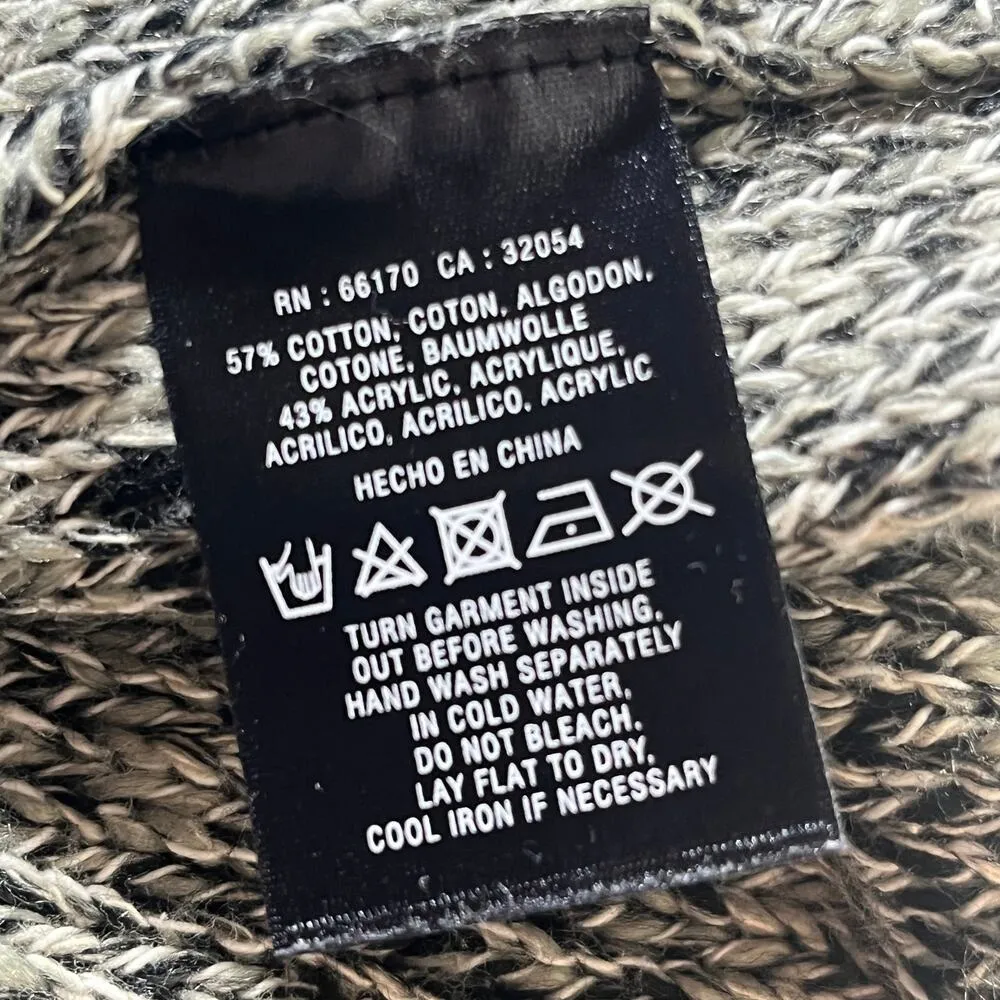 RN : 66170 CA : 32054
57% COTTON, COTON, ALGODON,
COTONE, BAUMWOLLE
43% ACRYLIC, ACRYLIQUE,
ACRILICO, ACRILICO, ACRYLIC
HECHO EN CHINA
TURN GARMENT INSIDE
OUT BEFORE WASHING.
HAND WASH SEPARATELY
IN COLD WATER.
DO NOT BLEACH.
LAY FLAT TO DRY.
COOL IRON IF NECESSARY